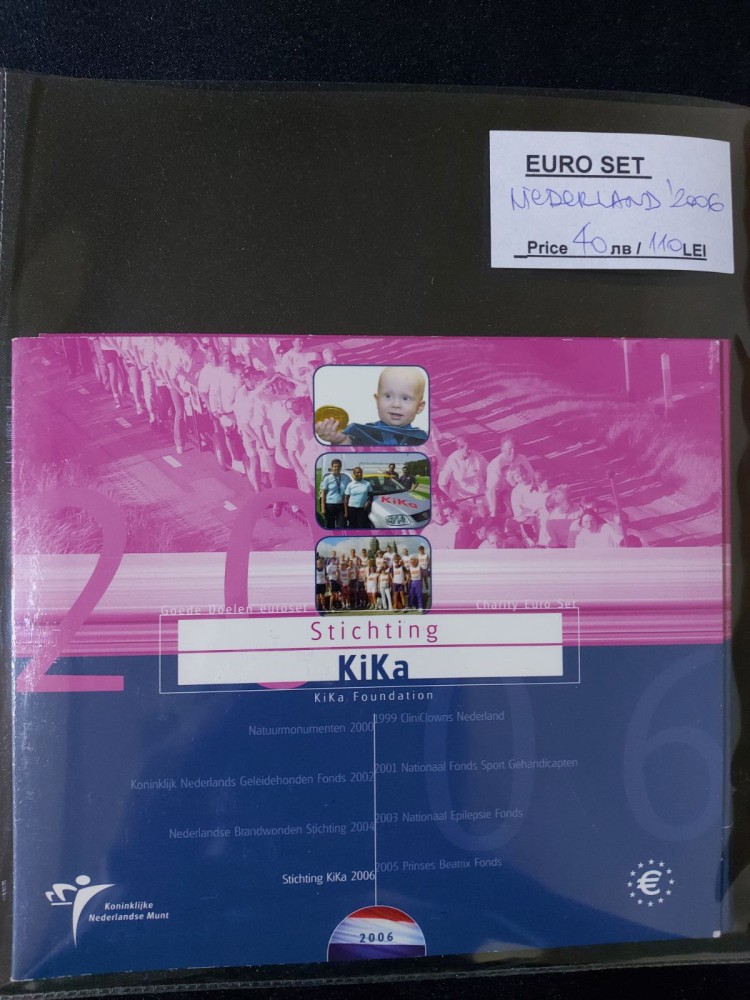 EURO SET
NIEDERLAND '2006
Price 40 лв / 110 LEI
KiKa
2006
Goede Doelen euroset
Charity Euro Set
Stichting
KiKa
KiKa Foundation
1999 CliniClowns Nederland
Natuurmonumenten 2000
2001 Nationaal Fonds Sport Gehandicapten
Koninklijk Nederlands Geleidehonden Fonds 2002
2003 Nationaal Epilepsie Fonds
Nederlandse Brandwonden Stichting 2004
2005 Prinses Beatrix Fonds
Stichting KiKa 2006
Koninklijke
Nederlandse Munt
€
2006